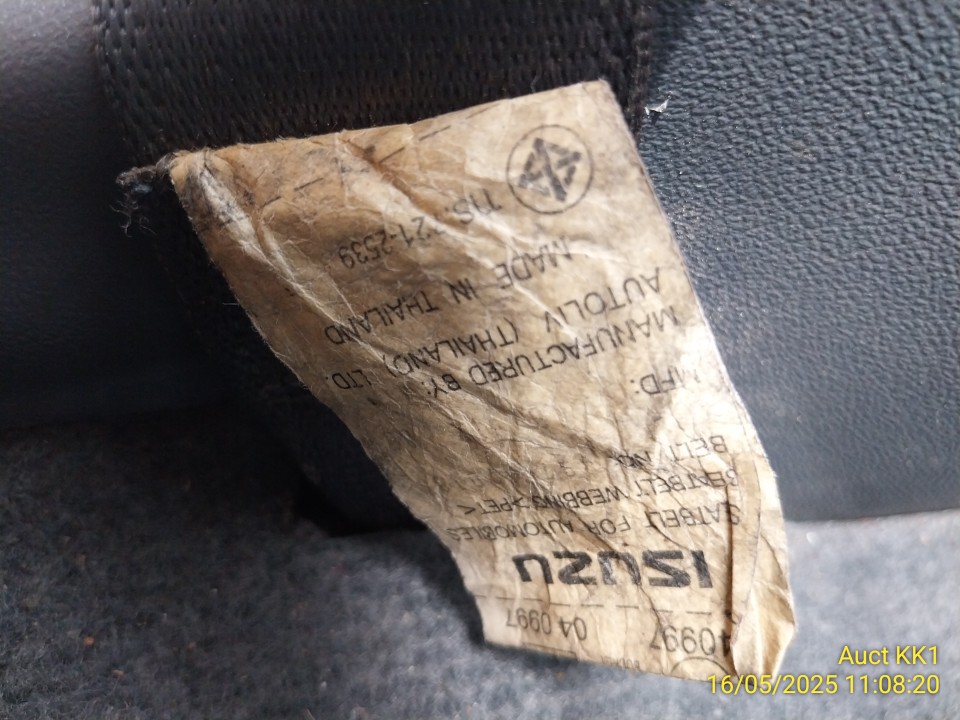 40997 04 0997
ISUZU
SEATBELT FOR AUTOMOBILES
SEATBELT WEBBING >PET<
BELT NO.
MFD:
MANUFACTURED BY:
AUTOLIV (THAILAND) LTD.
MADE IN THAILAND
TIS. 721-2539
Auct KK1
16/05/2025 11:08:20